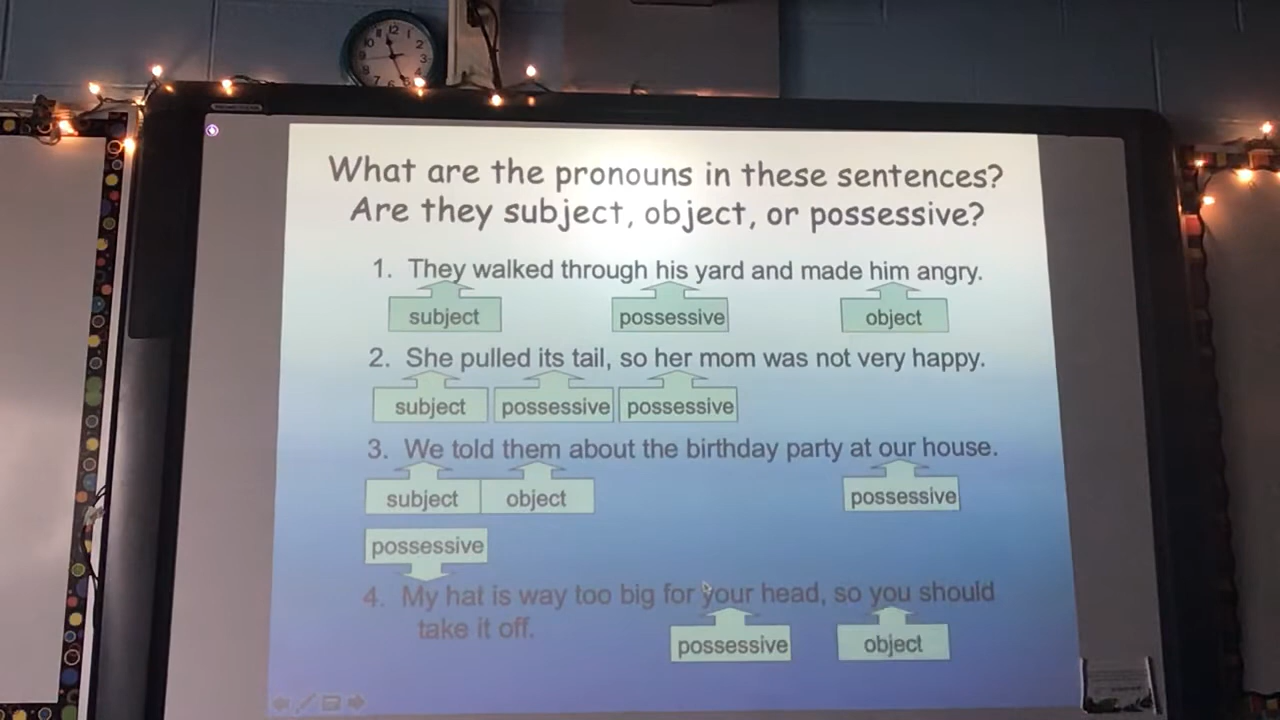 What are the pronouns in these sentences?
Are they subject, object, or possessive?
1. They walked through his yard and made him angry.
subject possessive object
2. She pulled its tail, so her mom was not very happy.
subject possessive possessive
3. We told them about the birthday party at our house.
subject object possessive
possessive
4. My hat is way too big for your head, so you should
take it off.
possessive object